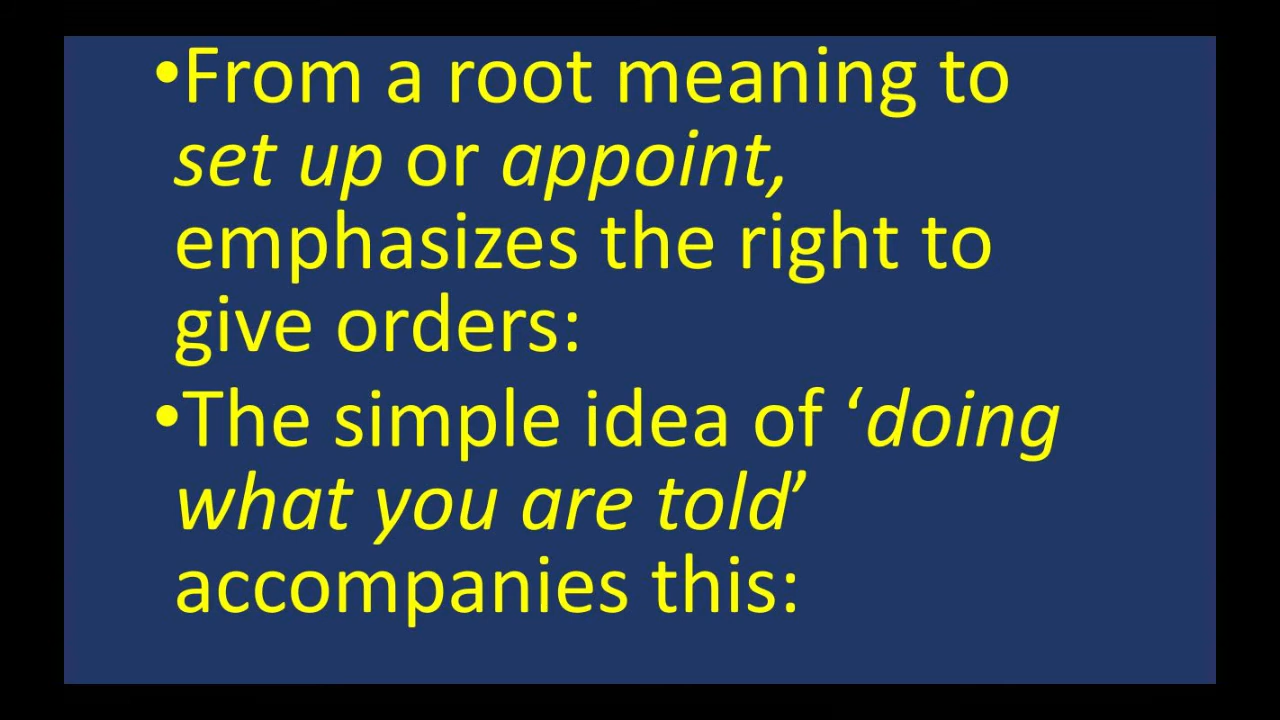 •From a root meaning to
set up or appoint,
emphasizes the right to
give orders:
•The simple idea of ‘doing
what you are told’
accompanies this: